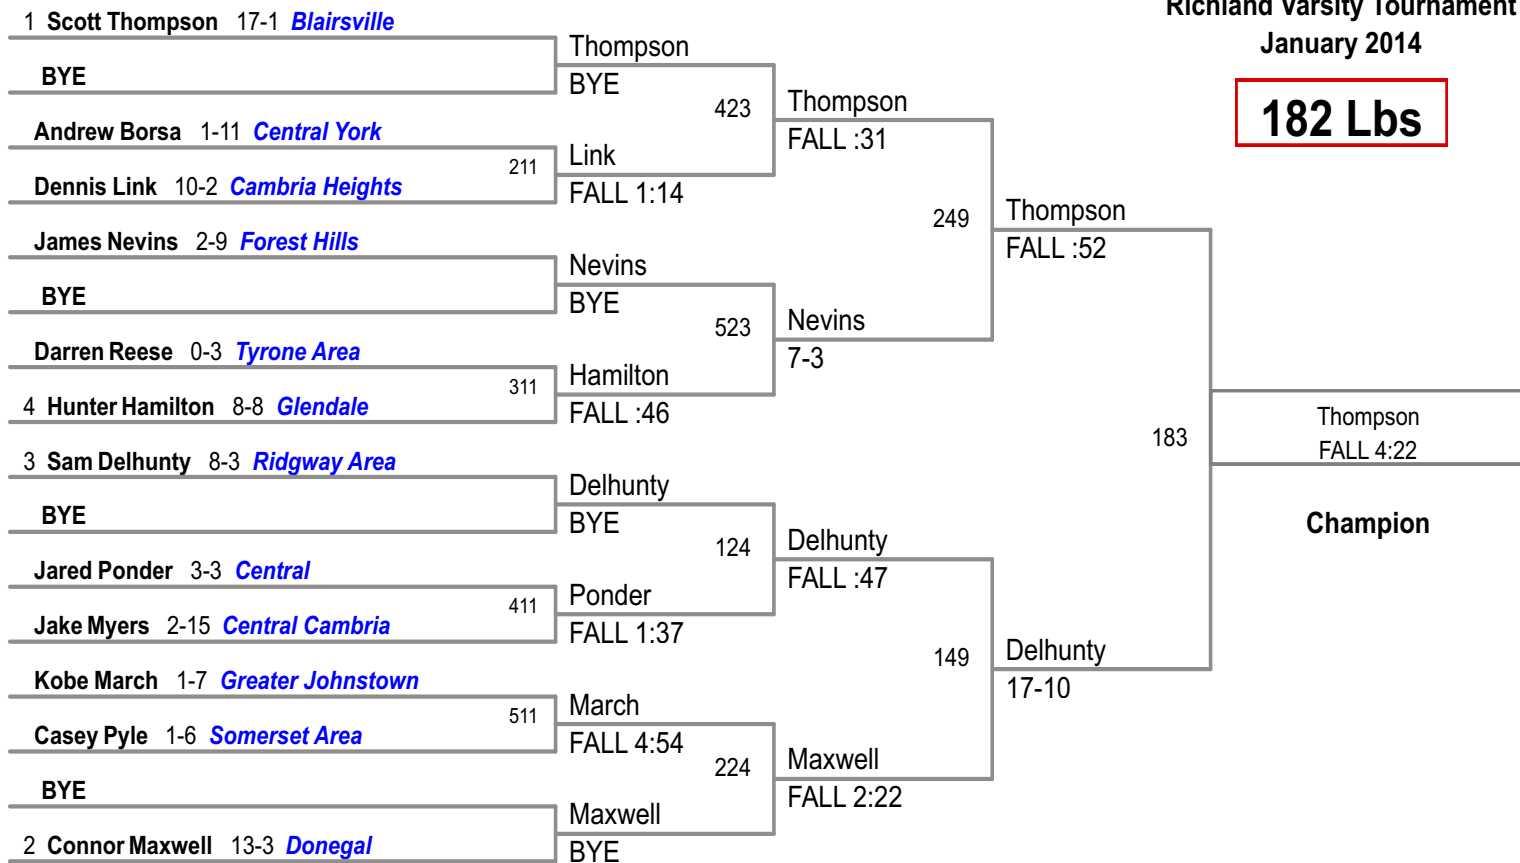 Richland Varsity Tournament
January 2014
182 Lbs
1 Scott Thompson 17-1 Blairsville
BYE
Andrew Borsa 1-11 Central York
Dennis Link 10-2 Cambria Heights
James Nevins 2-9 Forest Hills
BYE
Darren Reese 0-3 Tyrone Area
4 Hunter Hamilton 8-8 Glendale
3 Sam Delhunty 8-3 Ridgway Area
BYE
Jared Ponder 3-3 Central
Jake Myers 2-15 Central Cambria
Kobe March 1-7 Greater Johnstown
Casey Pyle 1-6 Somerset Area
BYE
2 Connor Maxwell 13-3 Donegal
211
311
411
511
Thompson
BYE
Link
FALL 1:14
Nevins
BYE
Hamilton
FALL :46
Delhunty
BYE
Ponder
FALL 1:37
March
FALL 4:54
Maxwell
BYE
423
523
124
224
Thompson
FALL :31
Nevins
7-3
Delhunty
FALL :47
Maxwell
FALL 2:22
249
149
Thompson
FALL :52
Delhunty
17-10
183
Thompson
FALL 4:22
Champion